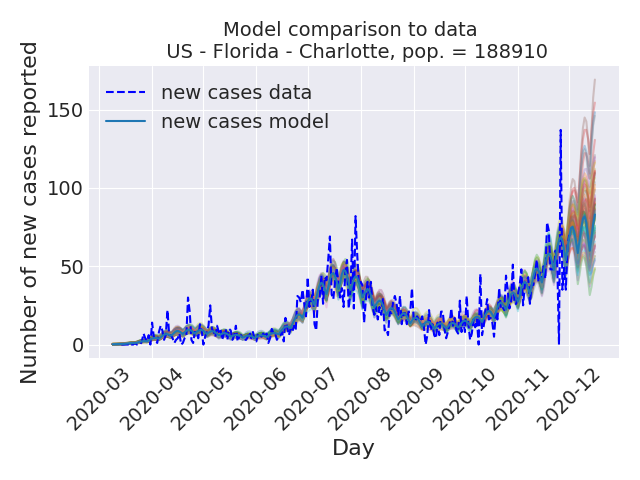 Model comparison to data
US - Florida - Charlotte, pop. = 188910
Number of new cases reported
150
100
50
0
new cases data
new cases model
2020-03
2020-04
2020-05
2020-06
2020-07
2020-08
2020-09
2020-10
2020-11
2020-12
Day